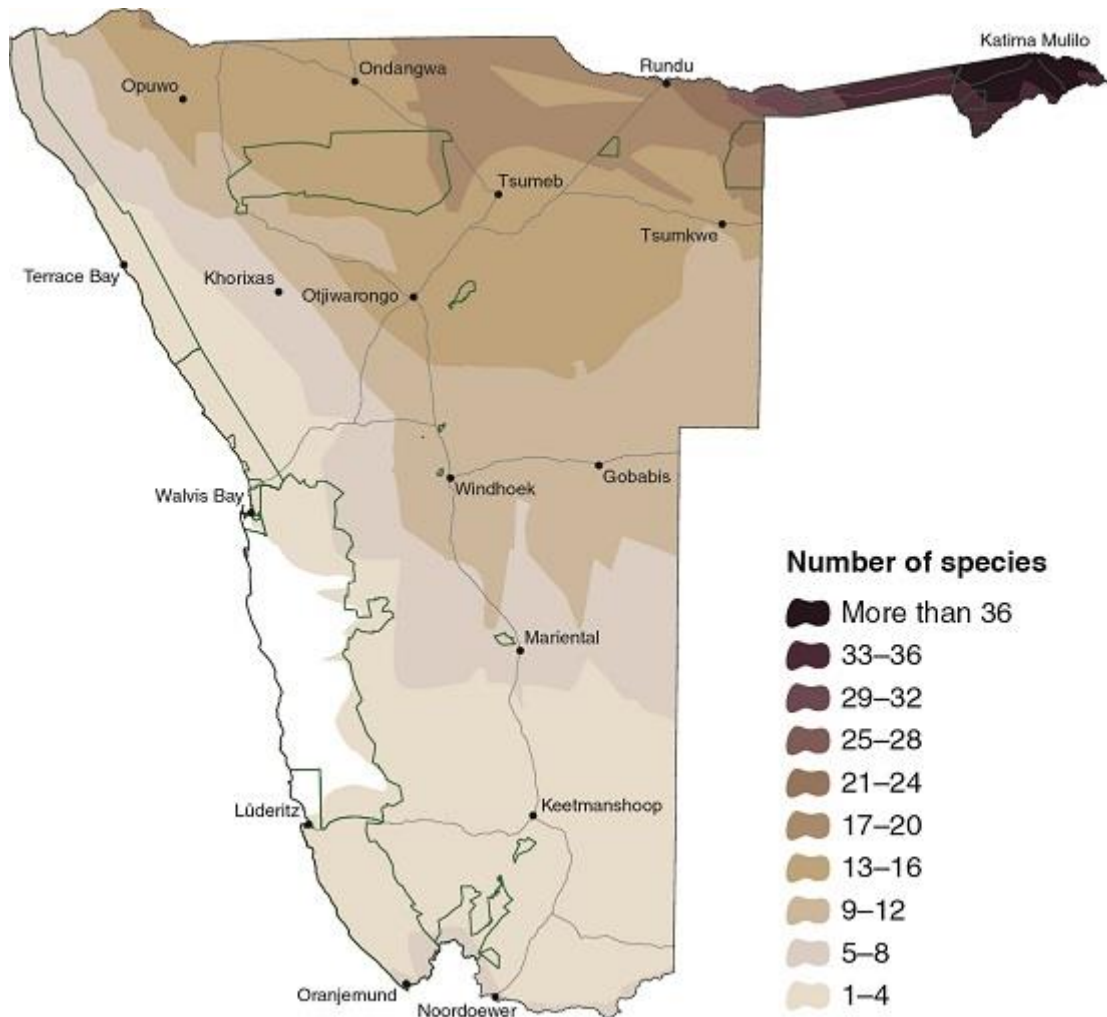 Katima Mulilo
Rundu
Ondangwa
Opuwo
Tsumeb
Tsumkwe
Terrace Bay
Khorixas
Otjiwarongo
Gobabis
Windhoek
Walvis Bay
Mariental
Lüderitz
Keetmanshoop
Oranjemund
Noordoewer
Number of species
More than 36
33–36
29–32
25–28
21–24
17–20
13–16
9–12
5–8
1–4